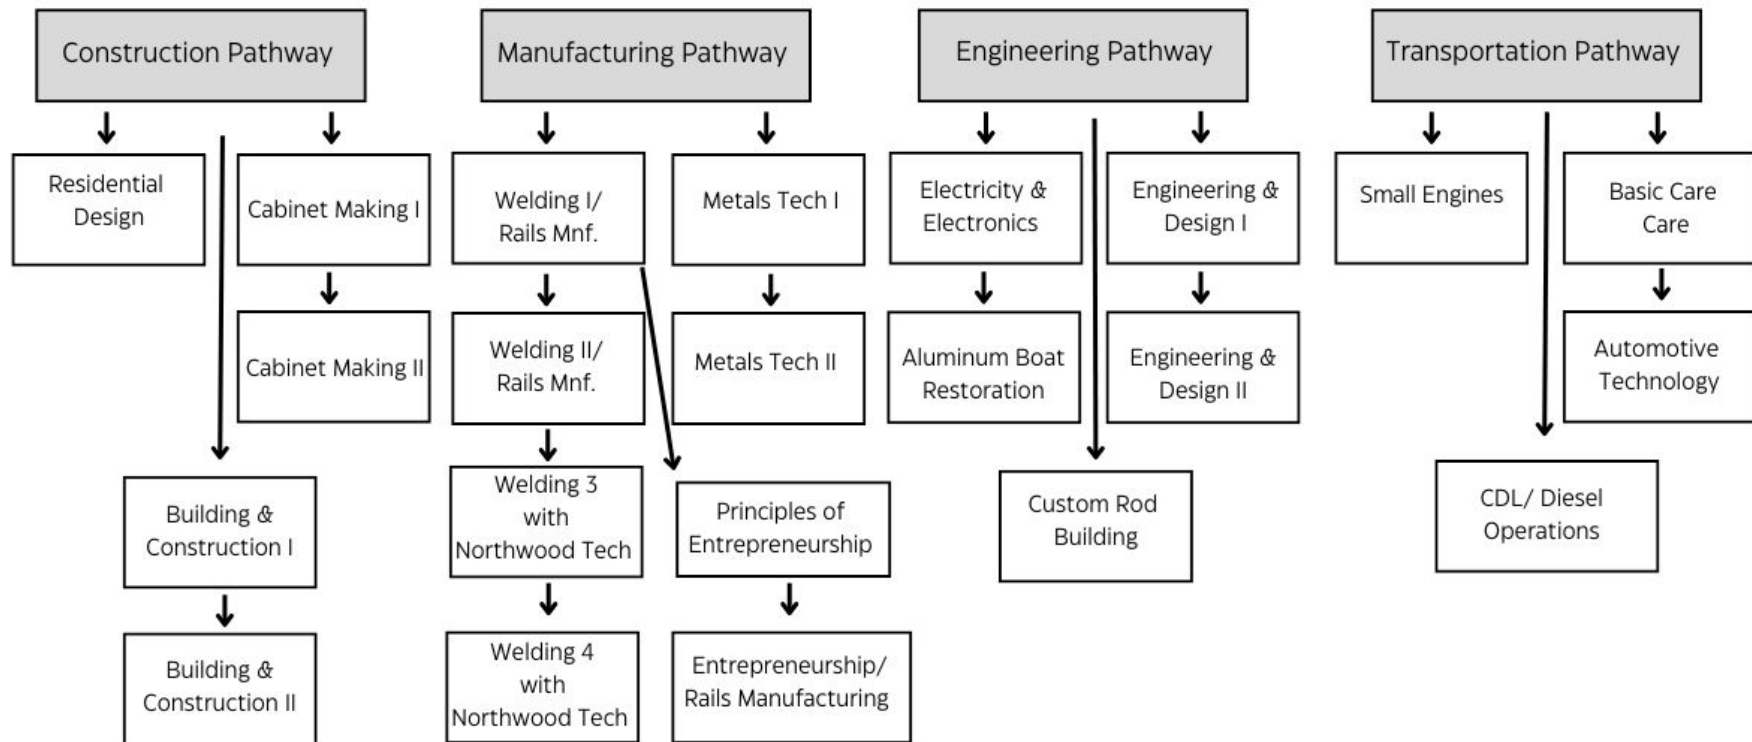 Construction Pathway
Manufacturing Pathway
Engineering Pathway
Transportation Pathway
Residential
Design
Cabinet Making I
Welding I/
Rails Mnf.
Metals Tech I
Electricity &
Electronics
Engineering &
Design I
Small Engines
Basic Care
Care
Cabinet Making II
Welding II/
Rails Mnf.
Metals Tech II
Aluminum Boat
Restoration
Engineering &
Design II
Automotive
Technology
Building &
Construction I
Welding 3
with
Northwood Tech
Principles of
Entrepreneurship
Custom Rod
Building
CDL/ Diesel
Operations
Building &
Construction II
Welding 4
with
Northwood Tech
Entrepreneurship/
Rails Manufacturing